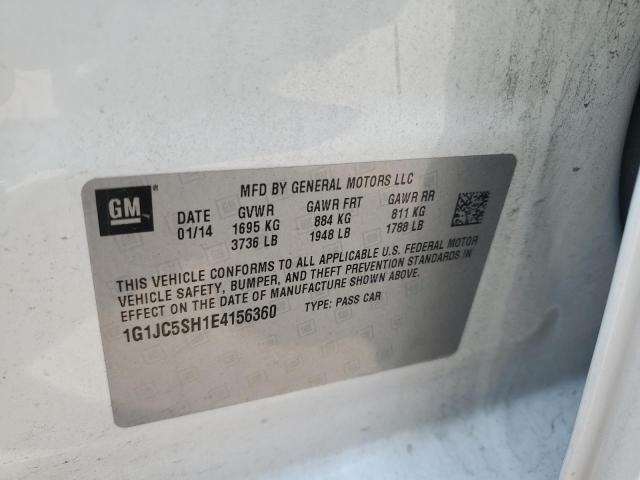 GM
MFD BY GENERAL MOTORS LLC
DATE GVWR GAWR FRT GAWR RR
01/14 1695 KG 884 KG 811 KG
3736 LB 1948 LB 1788 LB
THIS VEHICLE CONFORMS TO ALL APPLICABLE U.S. FEDERAL MOTOR
VEHICLE SAFETY, BUMPER, AND THEFT PREVENTION STANDARDS IN
EFFECT ON THE DATE OF MANUFACTURE SHOWN ABOVE.
1G1JC5SH1E4156360 TYPE: PASS CAR